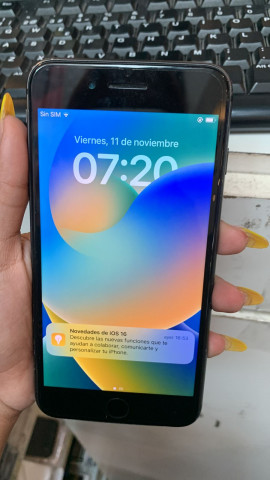 Sin SIM
Viernes, 11 de noviembre
07:20
Novedades de iOS 16
Descubre las nuevas funciones que te
ayudan a colaborar, comunicarte y
personalizar tu iPhone.